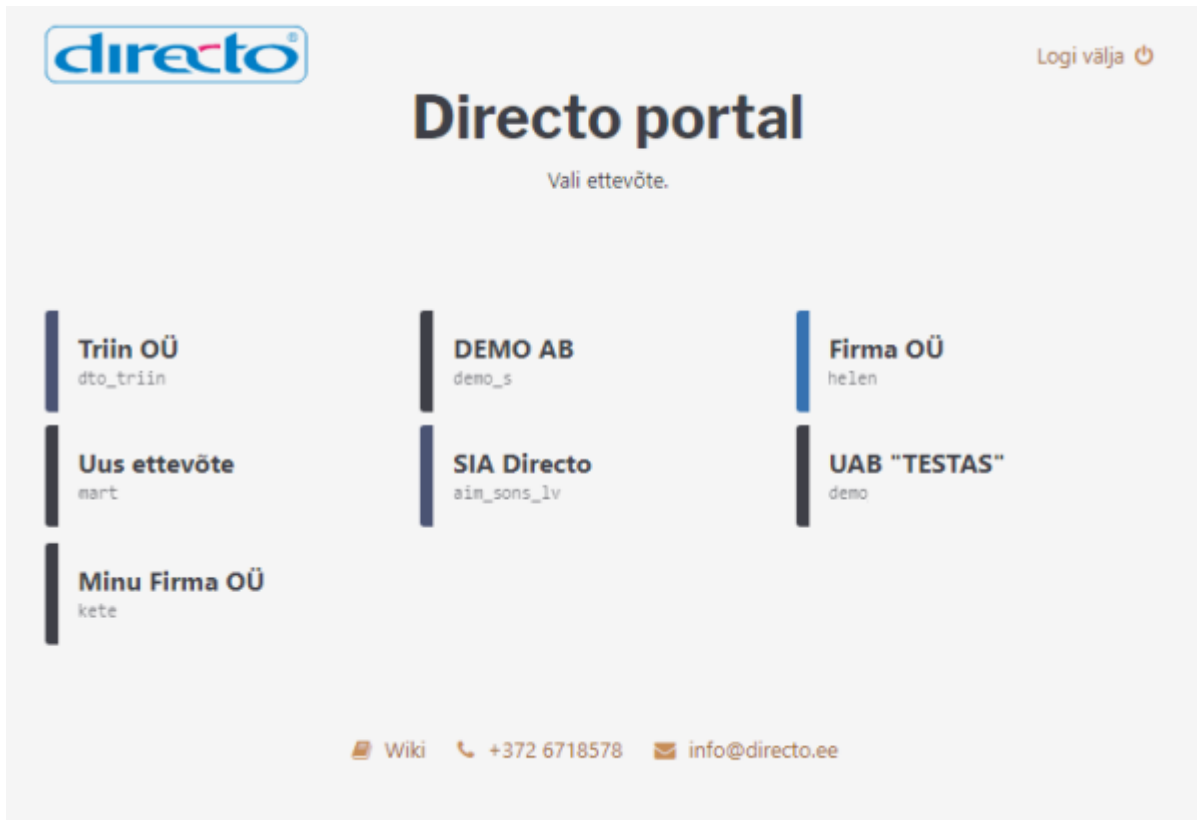 directo®
Logi välja
Directo portal
Vali ettevõte.
Triin OÜ
dto_triin
DEMO AB
demo_s
Firma OÜ
helen
Uus ettevõte
mart
SIA Directo
aim_sons_lv
UAB "TESTAS"
demo
Minu Firma OÜ
kete
Wiki +372 6718578 info@directo.ee